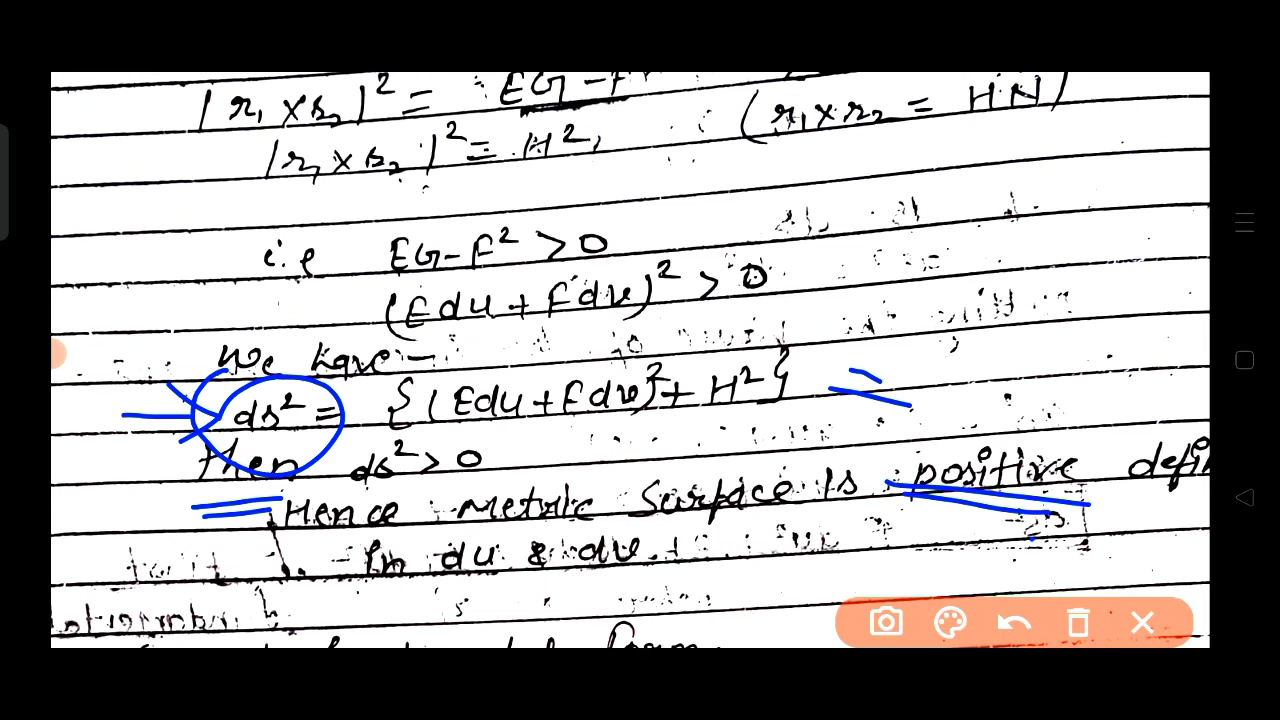 |r₁ × r₂|² = EG - F²
|r₁ × r₂|² = H², (r₁ × r₂ = HN)
i.e EG - F² > 0
(Edu + Fdv)² > 0
We have -
ds² = {(Edu + Fdv)² + H²}
then ds² > 0
Hence Metric Surface is positive defi
in du & dv.